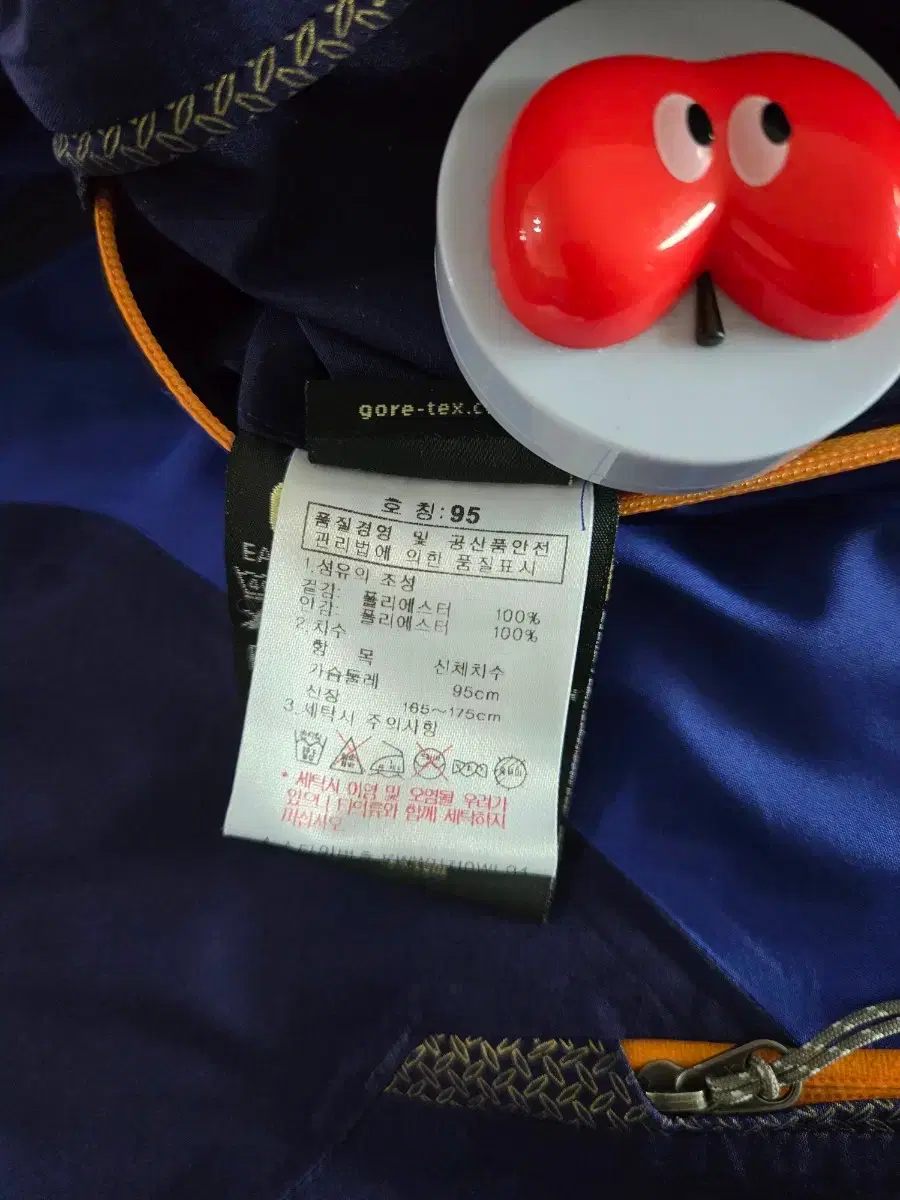 gore-tex.c
호 칭:95
품질경영 및 공산품안전
관리법에 의한 품질표시
1.섬유의 조성
겉감: 폴리에스터 100%
안감: 폴리에스터 100%
2.치수
항 목 신체치수
가슴둘레 95cm
신장 165~175cm
3.세탁시 주의사항
* 세탁시 이염 및 오염될 우려가
있으니 타의류와 함께 세탁하지
마십시오
EA